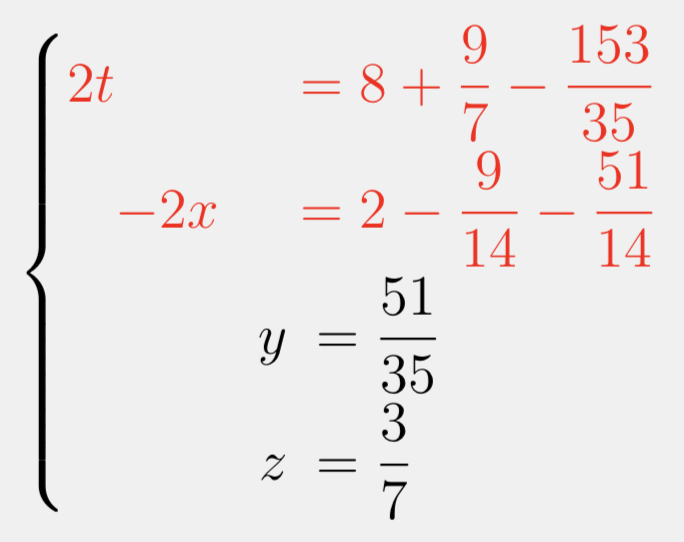 2t = 8 + 9/7 − 153/35
−2x = 2 − 9/14 − 51/14
y = 51/35
z = 3/7